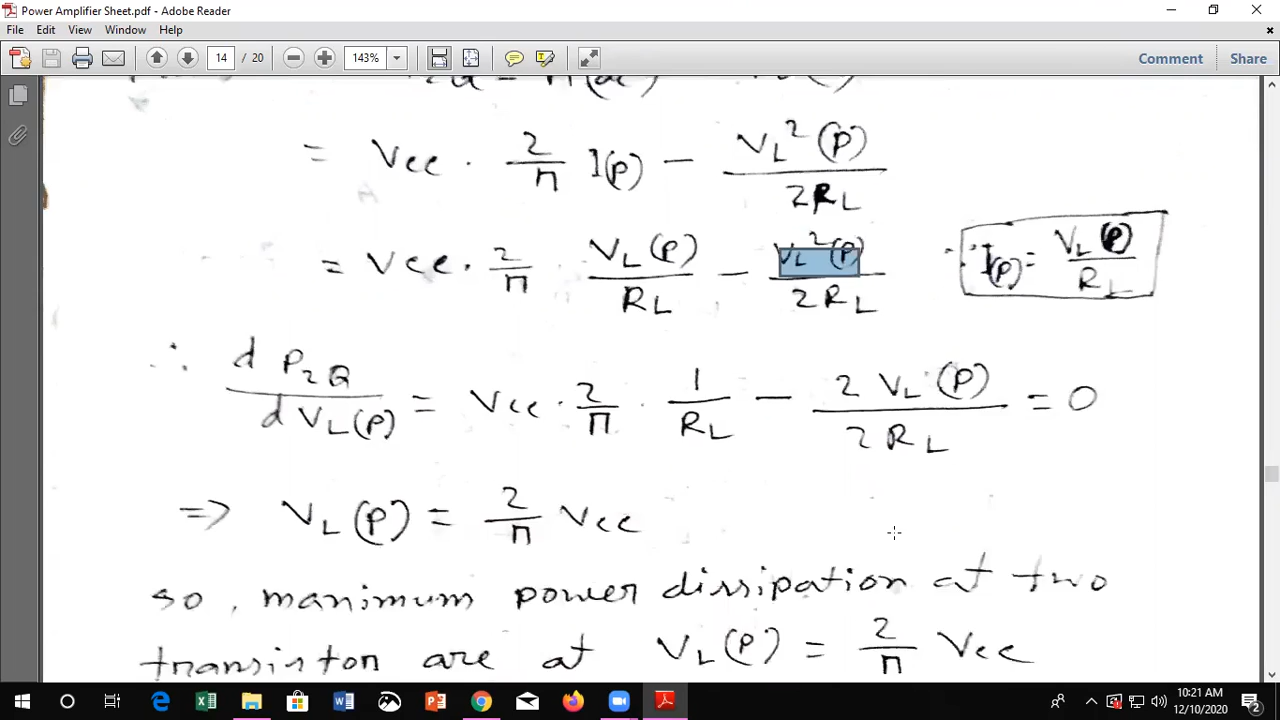 Power Amplifier Sheet.pdf - Adobe Reader
File Edit View Window Help
14 / 20 143% Comment Share
= Vcc · 2/π I(p) − VL²(p)/2RL
= Vcc · 2/π · VL(p)/RL − VL²(p)/2RL ∵ I(p) = VL(p)/RL
∴ d P2Q/d VL(p) = Vcc · 2/π · 1/RL − 2 VL(p)/2RL = 0
=> VL(p) = 2/π Vcc
so, maximum power dissipation at two
transistor are at VL(p) = 2/π Vcc
10:21 AM
12/10/2020
2